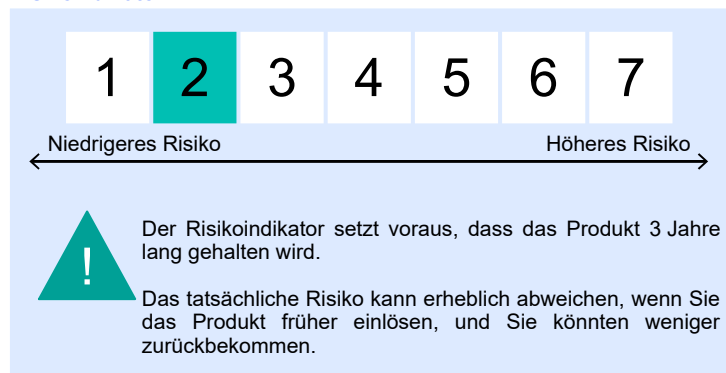 1 2 3 4 5 6 7
Niedrigeres Risiko Höheres Risiko
!
Der Risikoindikator setzt voraus, dass das Produkt 3 Jahre
lang gehalten wird.
Das tatsächliche Risiko kann erheblich abweichen, wenn Sie
das Produkt früher einlösen, und Sie könnten weniger
zurückbekommen.